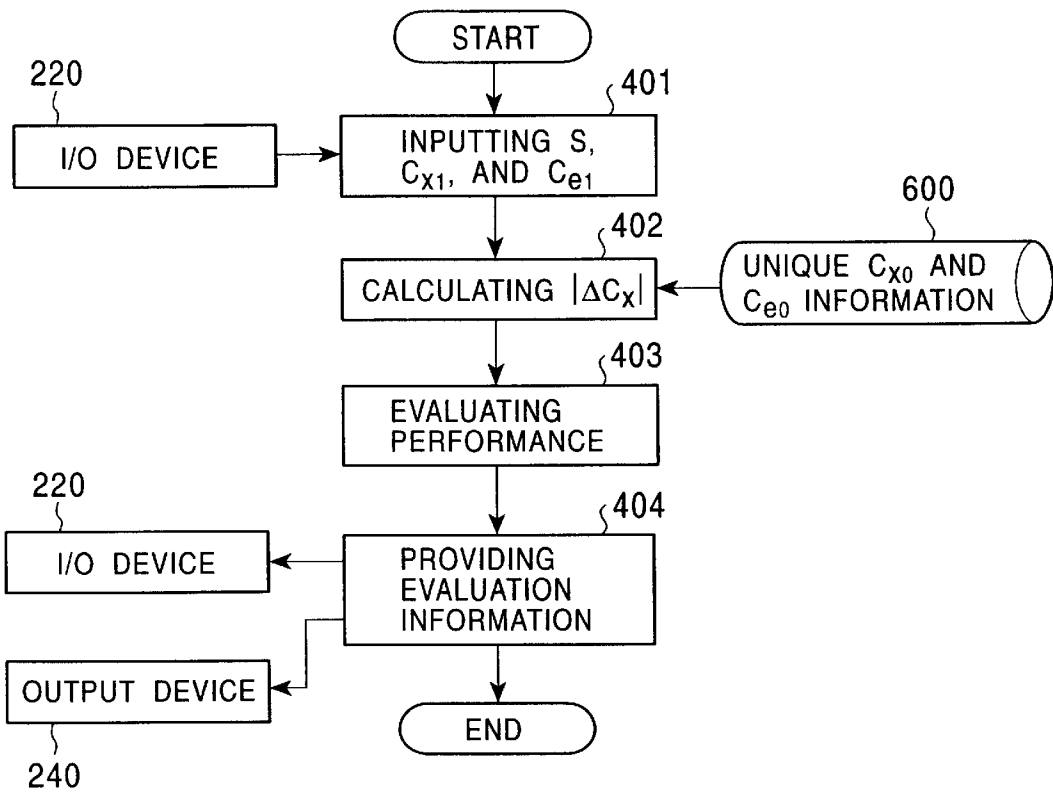 START
220
401
I/O DEVICE
INPUTTING S,
Cx1, AND Ce1
402
600
CALCULATING |ΔCx|
UNIQUE Cx0 AND
Ce0 INFORMATION
403
EVALUATING
PERFORMANCE
220
404
I/O DEVICE
PROVIDING
EVALUATION
INFORMATION
OUTPUT DEVICE
240
END